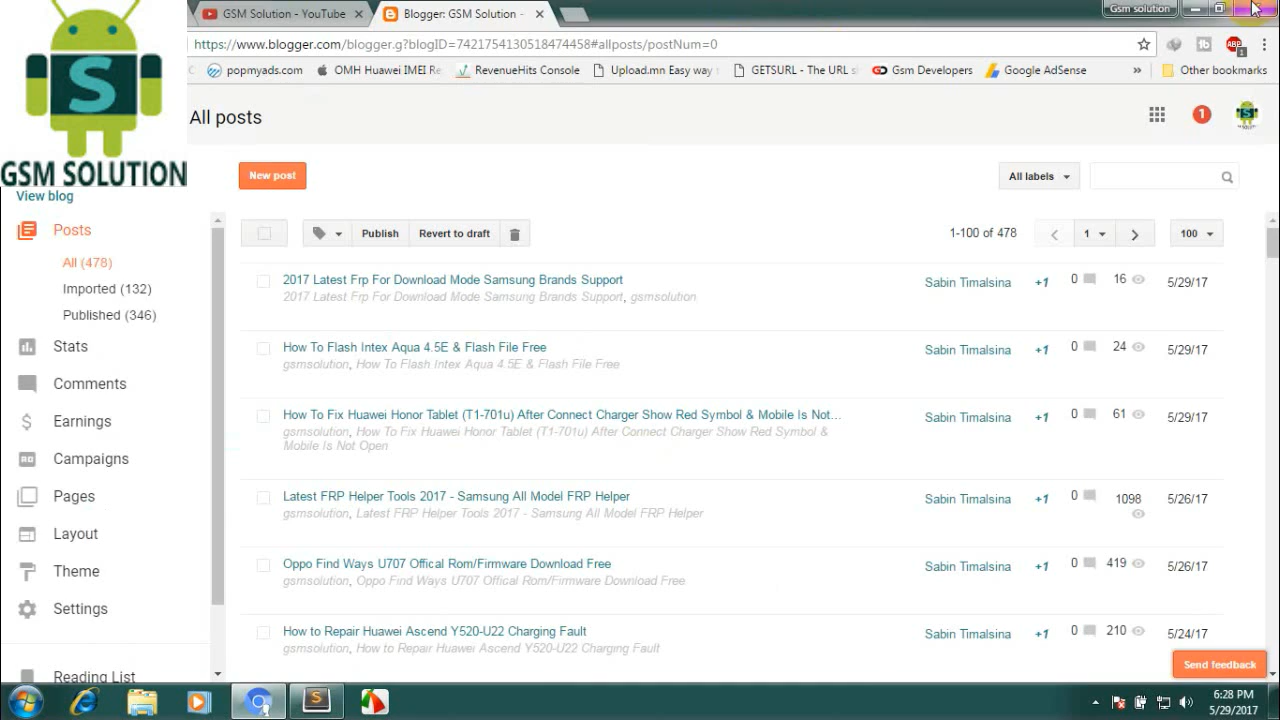 GSM Solution - YouTube
Blogger: GSM Solution -
Gsm solution
https://www.blogger.com/blogger.g?blogID=7421754130518474458#allposts/postNum=0
popmyads.com
OMH Huawei IMEI Re
RevenueHits Console
Upload.mn Easy way
GETSURL - The URL s
Gsm Developers
Google AdSense
»
Other bookmarks
S
GSM SOLUTION
All posts
1
View blog
New post
All labels
Posts
All (478)
Imported (132)
Published (346)
Stats
Comments
Earnings
Campaigns
Pages
Layout
Theme
Settings
Reading List
Publish
Revert to draft
1-100 of 478
1
100
2017 Latest Frp For Download Mode Samsung Brands Support
2017 Latest Frp For Download Mode Samsung Brands Support, gsmsolution
Sabin Timalsina +1 0 16 5/29/17
How To Flash Intex Aqua 4.5E & Flash File Free
gsmsolution, How To Flash Intex Aqua 4.5E & Flash File Free
Sabin Timalsina +1 0 24 5/29/17
How To Fix Huawei Honor Tablet (T1-701u) After Connect Charger Show Red Symbol & Mobile Is Not...
gsmsolution, How To Fix Huawei Honor Tablet (T1-701u) After Connect Charger Show Red Symbol &
Mobile Is Not Open
Sabin Timalsina +1 0 61 5/29/17
Latest FRP Helper Tools 2017 - Samsung All Model FRP Helper
gsmsolution, Latest FRP Helper Tools 2017 - Samsung All Model FRP Helper
Sabin Timalsina +1 0 1098 5/26/17
Oppo Find Ways U707 Offical Rom/Firmware Download Free
gsmsolution, Oppo Find Ways U707 Offical Rom/Firmware Download Free
Sabin Timalsina +1 0 419 5/26/17
How to Repair Huawei Ascend Y520-U22 Charging Fault
gsmsolution, How to Repair Huawei Ascend Y520-U22 Charging Fault
Sabin Timalsina +1 0 210 5/24/17
Send feedback
6:28 PM
5/29/2017